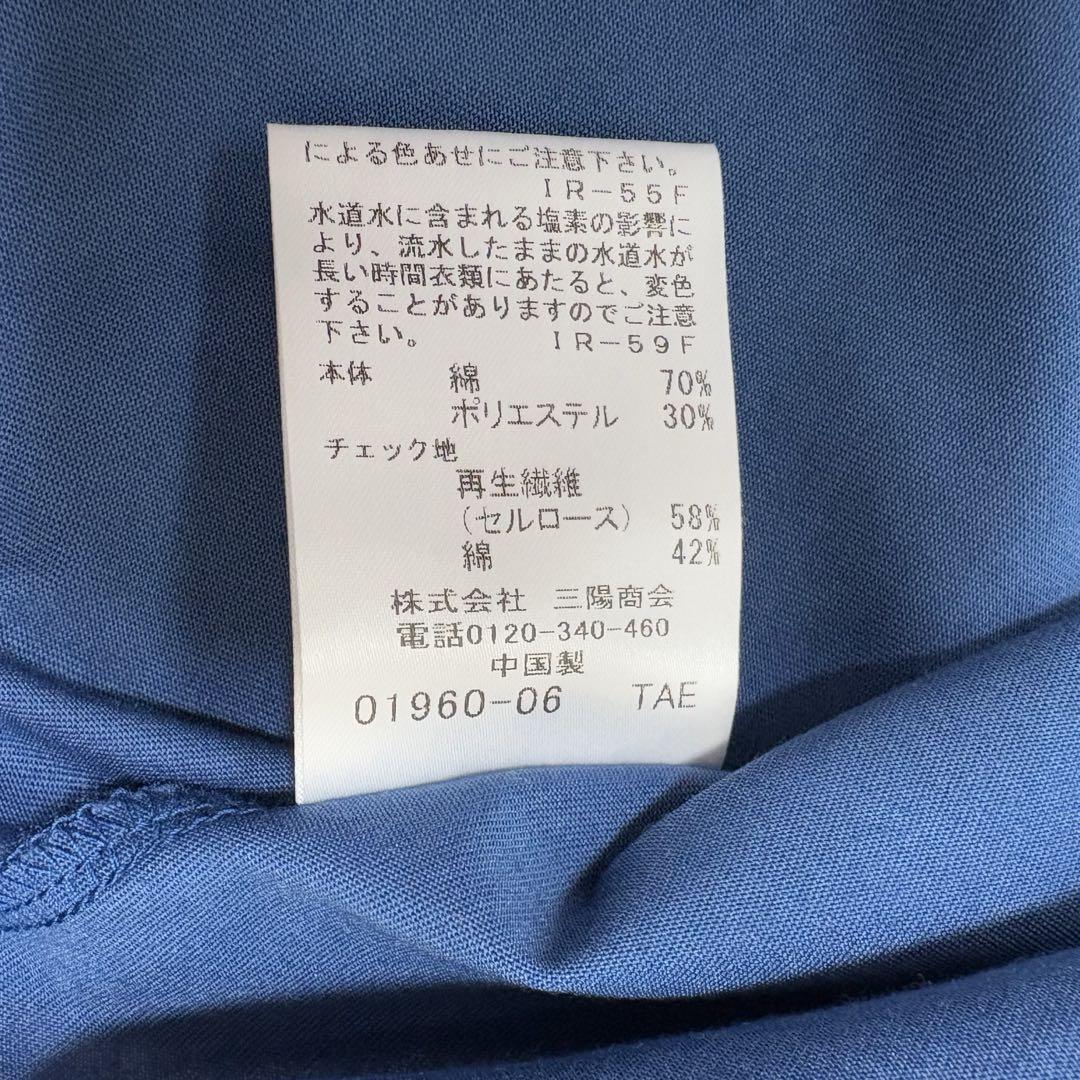 による色あせにご注意下さい。
IR-55F
水道水に含まれる塩素の影響に
より、流水したままの水道水が
長い時間衣類にあたると、変色
することがありますのでご注意
下さい。 IR-59F
本体 綿 70%
ポリエステル 30%
チェック地
再生繊維
(セルロース) 58%
綿 42%
株式会社 三陽商会
電話0120-340-460
中国製
01960-06 TAE